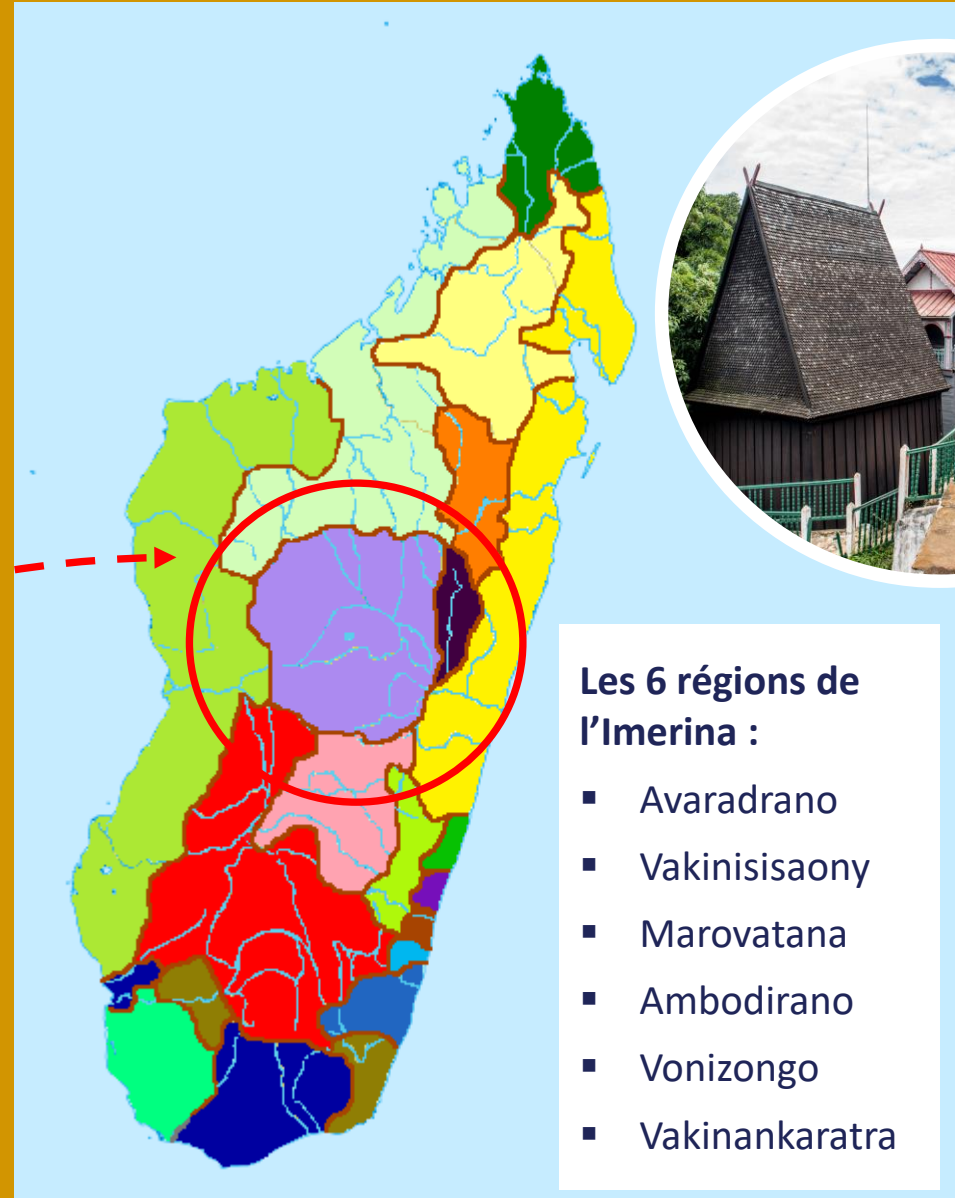 Les 6 régions de
l’Imerina :
▪ Avaradrano
▪ Vakinisisaony
▪ Marovatana
▪ Ambodirano
▪ Vonizongo
▪ Vakinankaratra